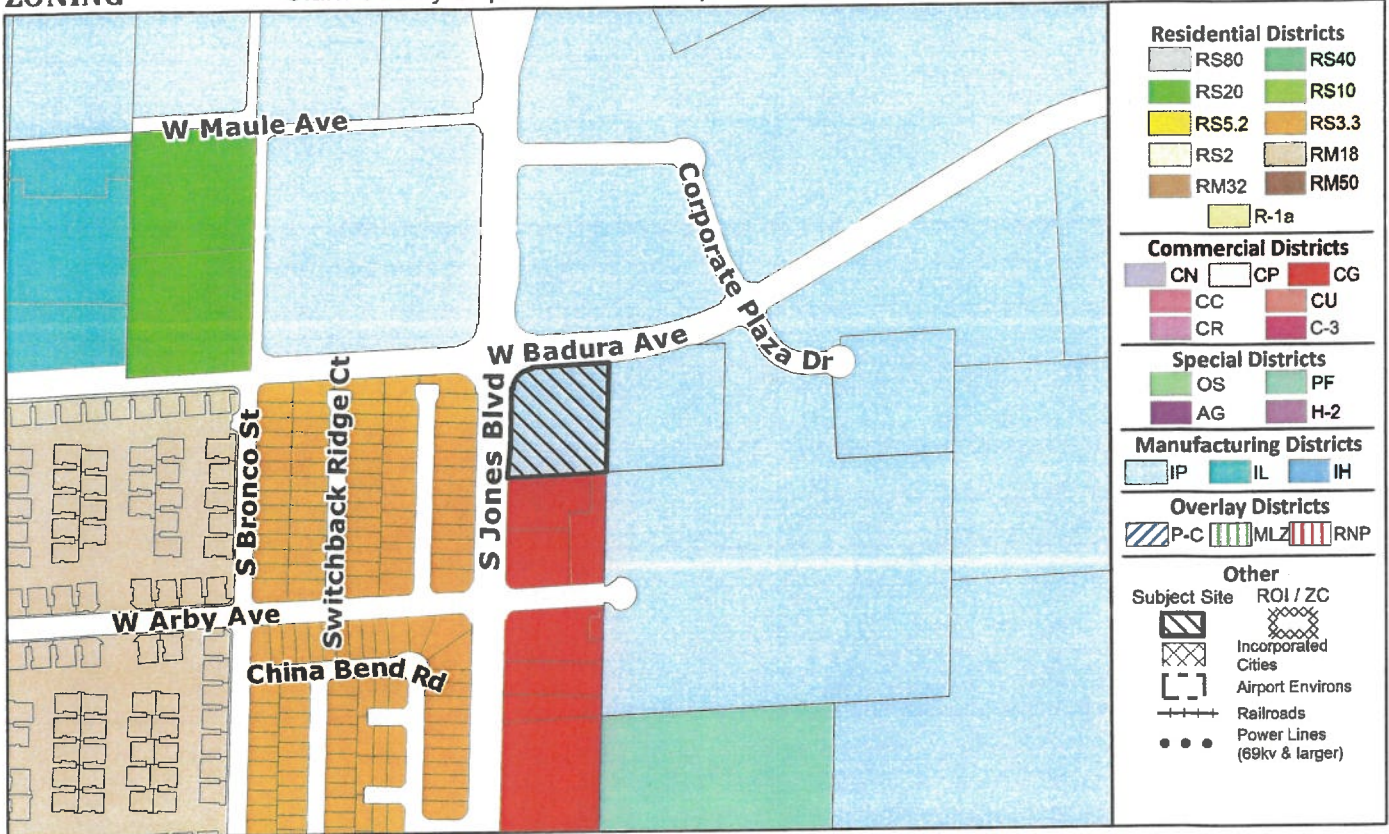 ZONING
W Maule Ave
Corporate Plaza Dr
W Badura Ave
S Jones Blvd
Switchback Ridge Ct
S Bronco St
W Arby Ave
China Bend Rd
Residential Districts
RS80 RS40
RS20 RS10
RS5.2 RS3.3
RS2 RM18
RM32 RM50
R-1a
Commercial Districts
CN CP CG
CC CU
CR C-3
Special Districts
OS PF
AG H-2
Manufacturing Districts
IP IL IH
Overlay Districts
P-C MLZ RNP
Other
Subject Site ROI / ZC
Incorporated
Cities
Airport Environs
Railroads
Power Lines
(69kv & larger)